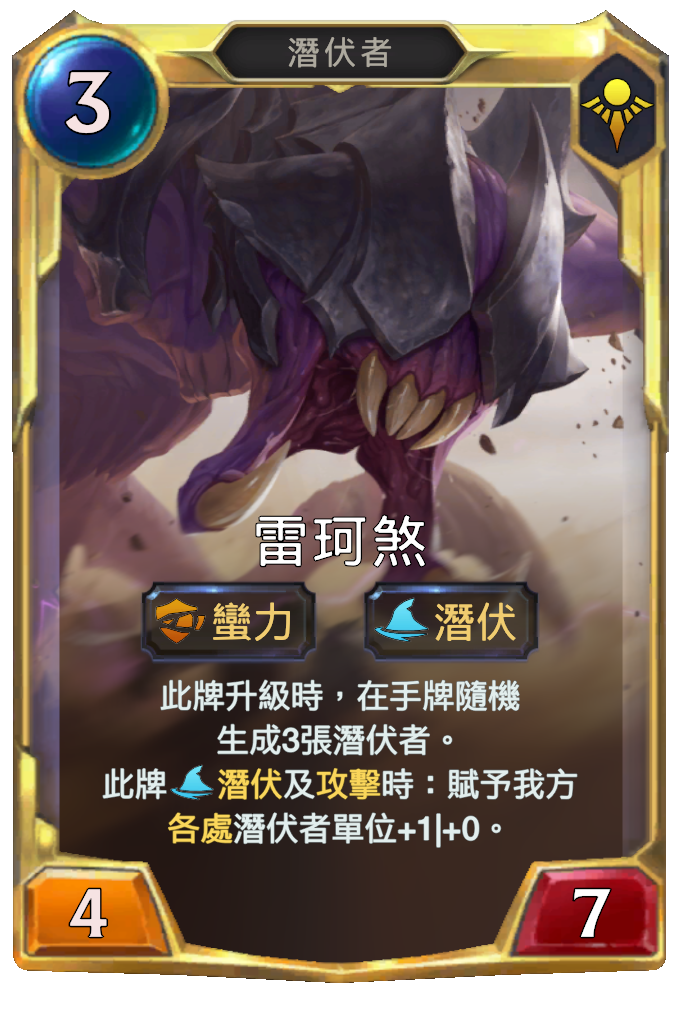 潛伏者
3
雷珂煞
蠻力 潛伏
此牌升級時，在手牌隨機
生成3張潛伏者。
此牌潛伏及攻擊時：賦予我方
各處潛伏者單位+1|+0。
4 7